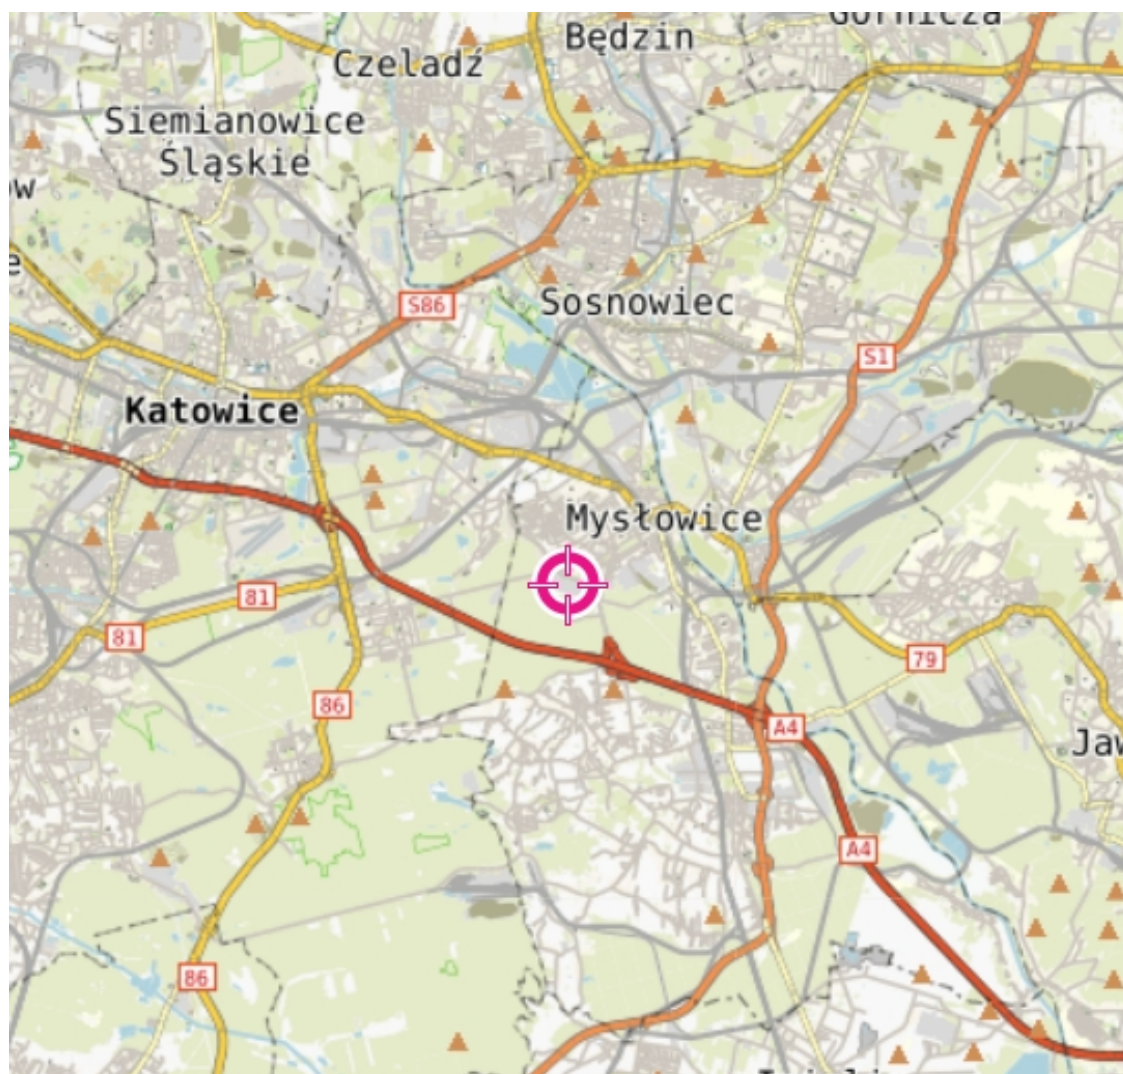 Będzin
Czeladź
Siemianowice
Śląskie
S86
Sosnowiec
S1
Katowice
Mysłowice
81
81
79
86
A4
A4
86